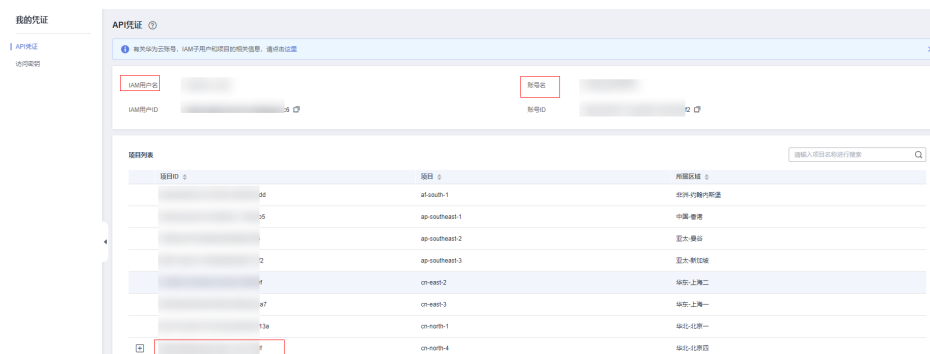 我的凭证
API凭证
访问密钥
API凭证
有关华为云账号、IAM子用户和项目的相关信息，请点击这里
IAM用户名
账号名
IAM用户ID
c6
账号ID
f2
项目列表
请输入项目名称进行搜索
项目ID 项目 所属区域
dd af-south-1 非洲-约翰内斯堡
b5 ap-southeast-1 中国-香港
ap-southeast-2 亚太-曼谷
f2 ap-southeast-3 亚太-新加坡
f cn-east-2 华东-上海二
a7 cn-east-3 华东-上海一
13a cn-north-1 华北-北京一
f cn-north-4 华北-北京四